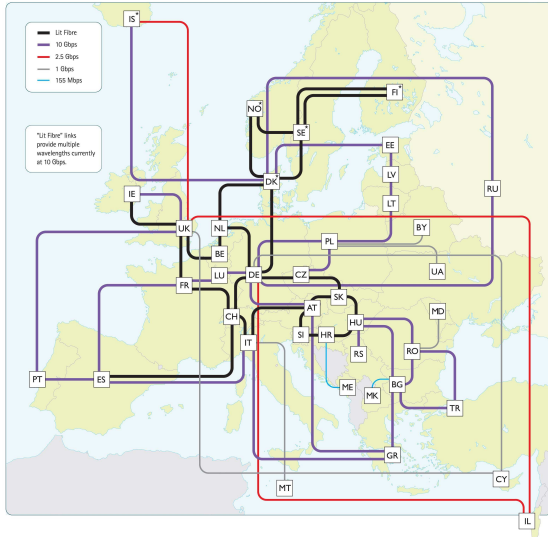 IS*
Lit Fibre
10 Gbps
2.5 Gbps
1 Gbps
155 Mbps
"Lit Fibre" links
provide multiple
wavelengths currently
at 10 Gbps.
FI*
NO*
SE*
EE
DK*
LV
RU
IE
LT
UK
NL
BY
PL
BE
LU
DE
CZ
UA
FR
SK
AT
MD
CH
HU
SI
HR
IT
RO
RS
PT
ES
ME
MK
BG
TR
GR
CY
MT
IL